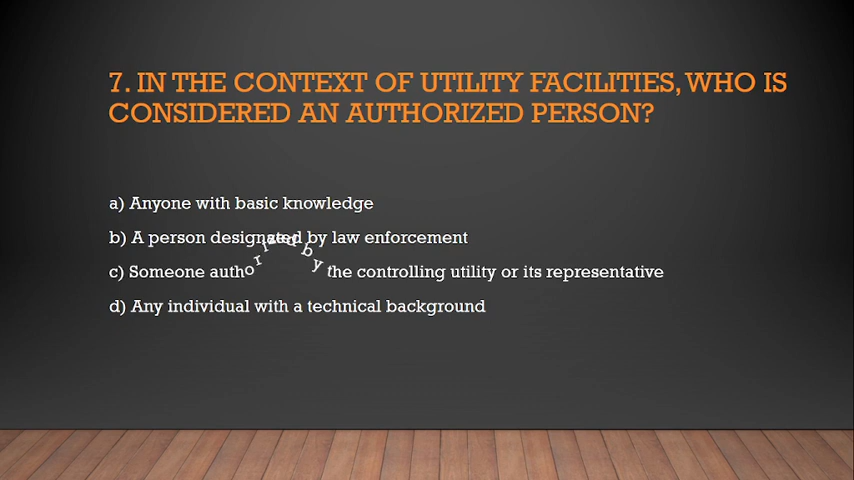 7. IN THE CONTEXT OF UTILITY FACILITIES, WHO IS
CONSIDERED AN AUTHORIZED PERSON?
a) Anyone with basic knowledge
b) A person designated by law enforcement
c) Someone authorized by the controlling utility or its representative
d) Any individual with a technical background